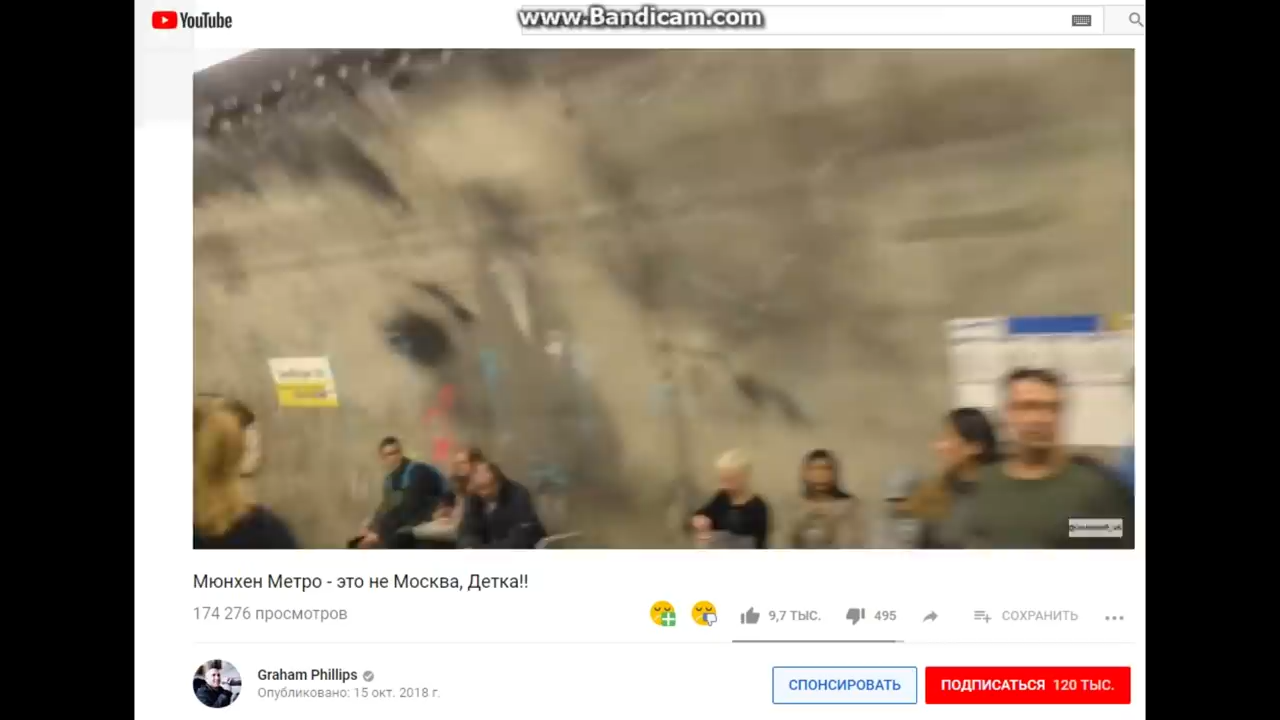 YouTube
www.Bandicam.com
Мюнхен Метро - это не Москва, Детка!!
174 276 просмотров
9,7 ТЫС.
495
СОХРАНИТЬ
Graham Phillips
Опубликовано: 15 окт. 2018 г.
СПОНСИРОВАТЬ
ПОДПИСАТЬСЯ 120 ТЫС.